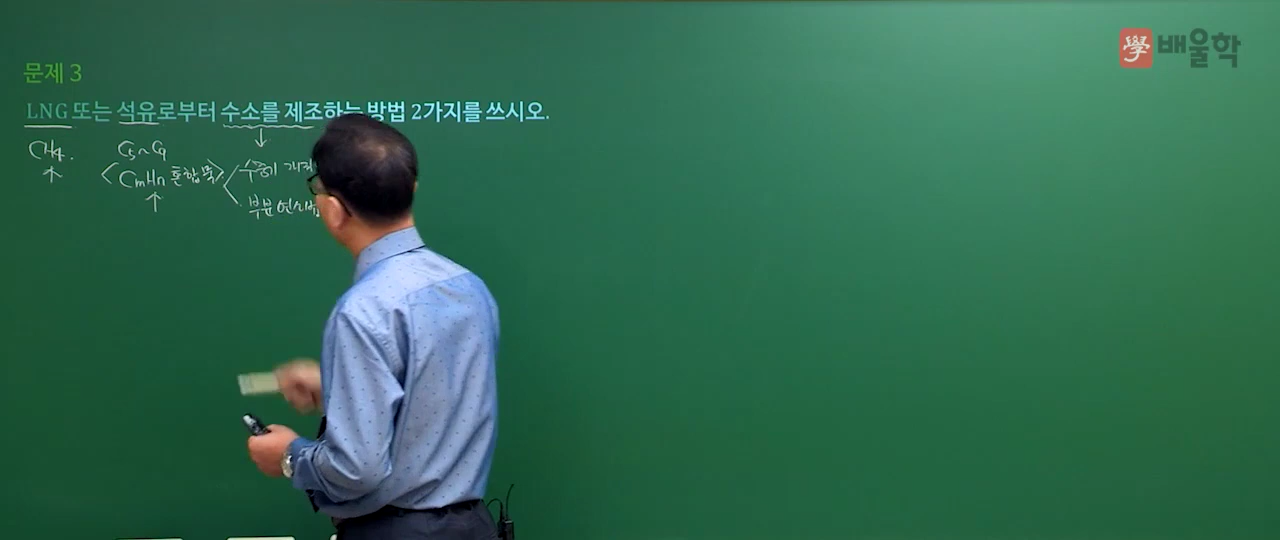 學 배울학
문제 3
LNG 또는 석유로부터 수소를 제조하는 방법 2가지를 쓰시오.
CH₄. C₅~C₉
<CmHn 혼합물> 수증기
부분연소법